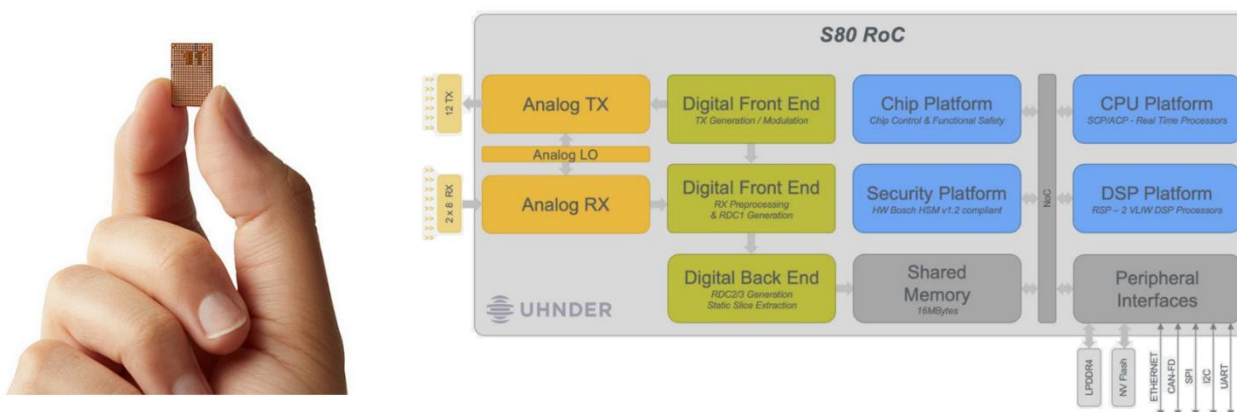 S80 RoC
12 TX
Analog TX
Digital Front End
TX Generation / Modulation
Chip Platform
Chip Control & Functional Safety
CPU Platform
SCP/ACP - Real Time Processors
Analog LO
2 x 8 RX
Analog RX
Digital Front End
RX Preprocessing
& RDC1 Generation
Security Platform
HW Bosch HSM v1.2 compliant
NoC
DSP Platform
RSP – 2 VLIW DSP Processors
UHNDER
Digital Back End
RDC2/3 Generation
Static Slice Extraction
Shared
Memory
16MBytes
Peripheral
Interfaces
LPDDR4
NV Flash
ETHERNET
CAN-FD
SPI
I2C
UART